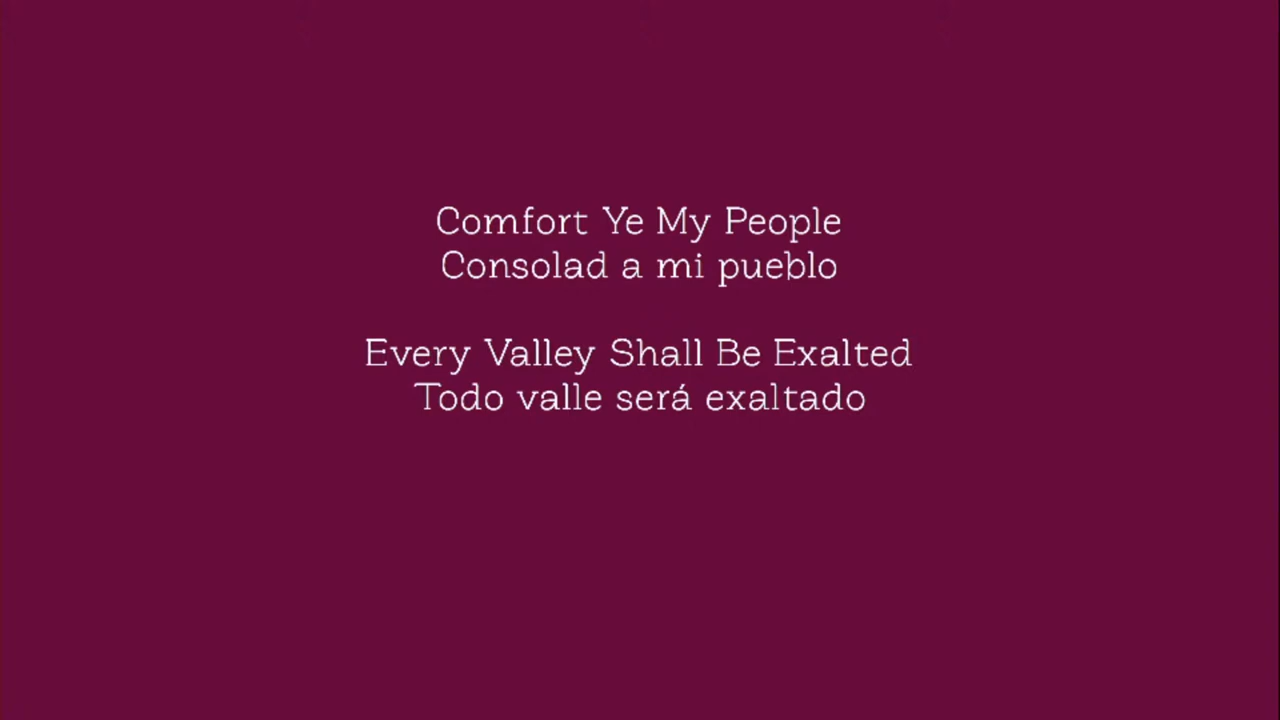 Comfort Ye My People
Consolad a mi pueblo
Every Valley Shall Be Exalted
Todo valle será exaltado